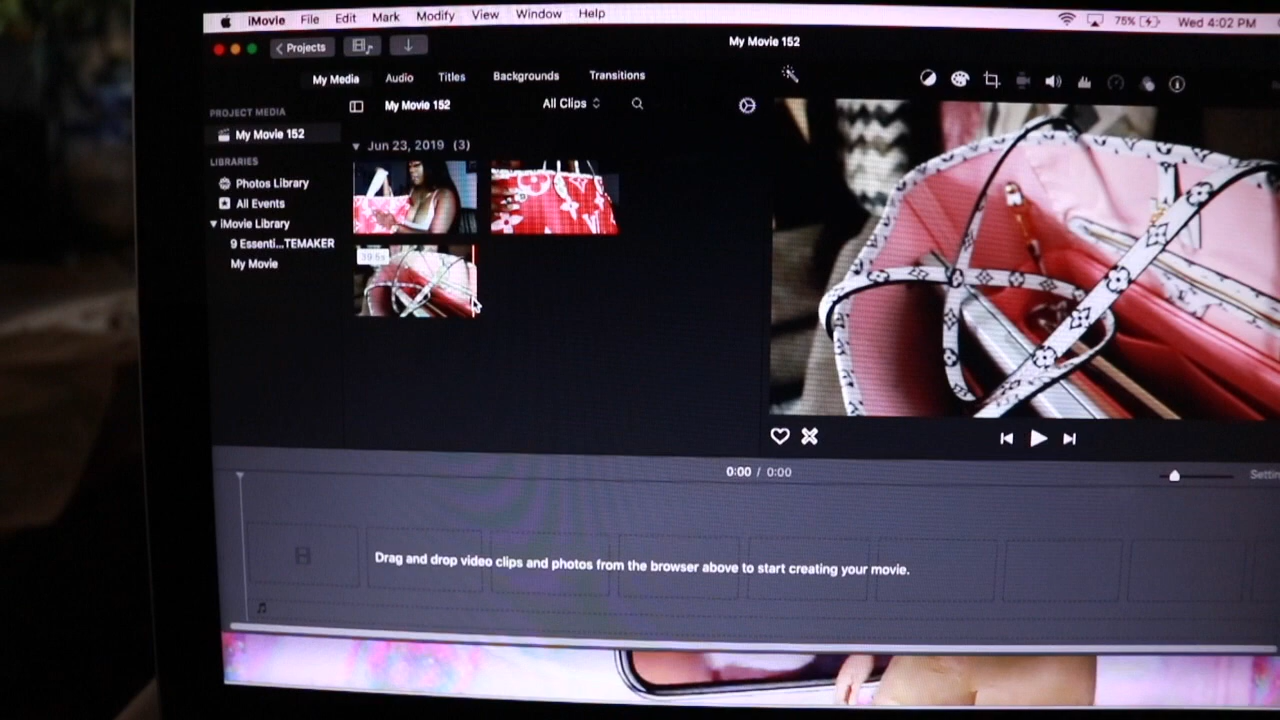 iMovie File Edit Mark Modify View Window Help 75% Wed 4:02 PM
Projects My Movie 152
My Media Audio Titles Backgrounds Transitions
My Movie 152 All Clips
PROJECT MEDIA
My Movie 152
LIBRARIES
Photos Library
All Events
iMovie Library
9 Essenti...TEMAKER
My Movie
Jun 23, 2019 (3)
39.5s
0:00 / 0:00
Drag and drop video clips and photos from the browser above to start creating your movie.